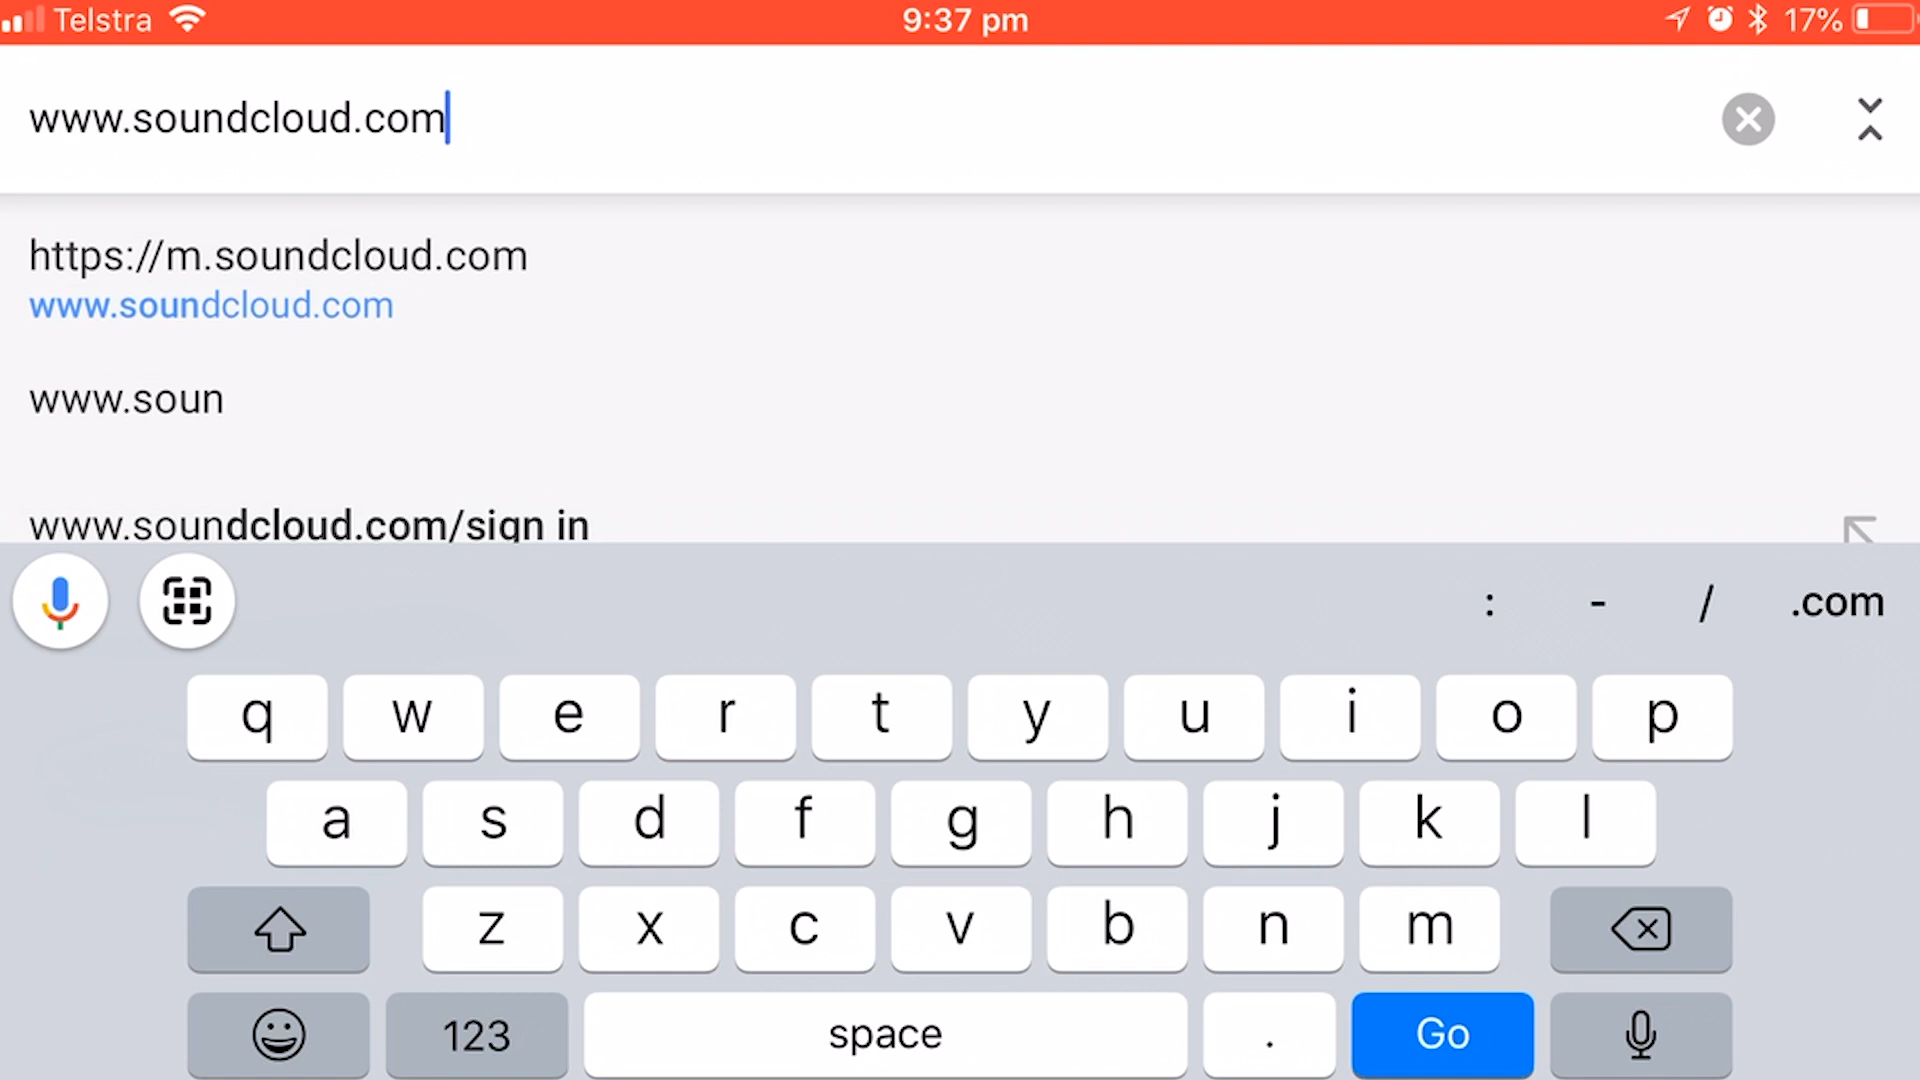 Telstra 9:37 pm 17%
www.soundcloud.com
https://m.soundcloud.com
www.soundcloud.com
www.soun
www.soundcloud.com/sign in
: - / .com
q w e r t y u i o p
a s d f g h j k l
z x c v b n m
123 space . Go